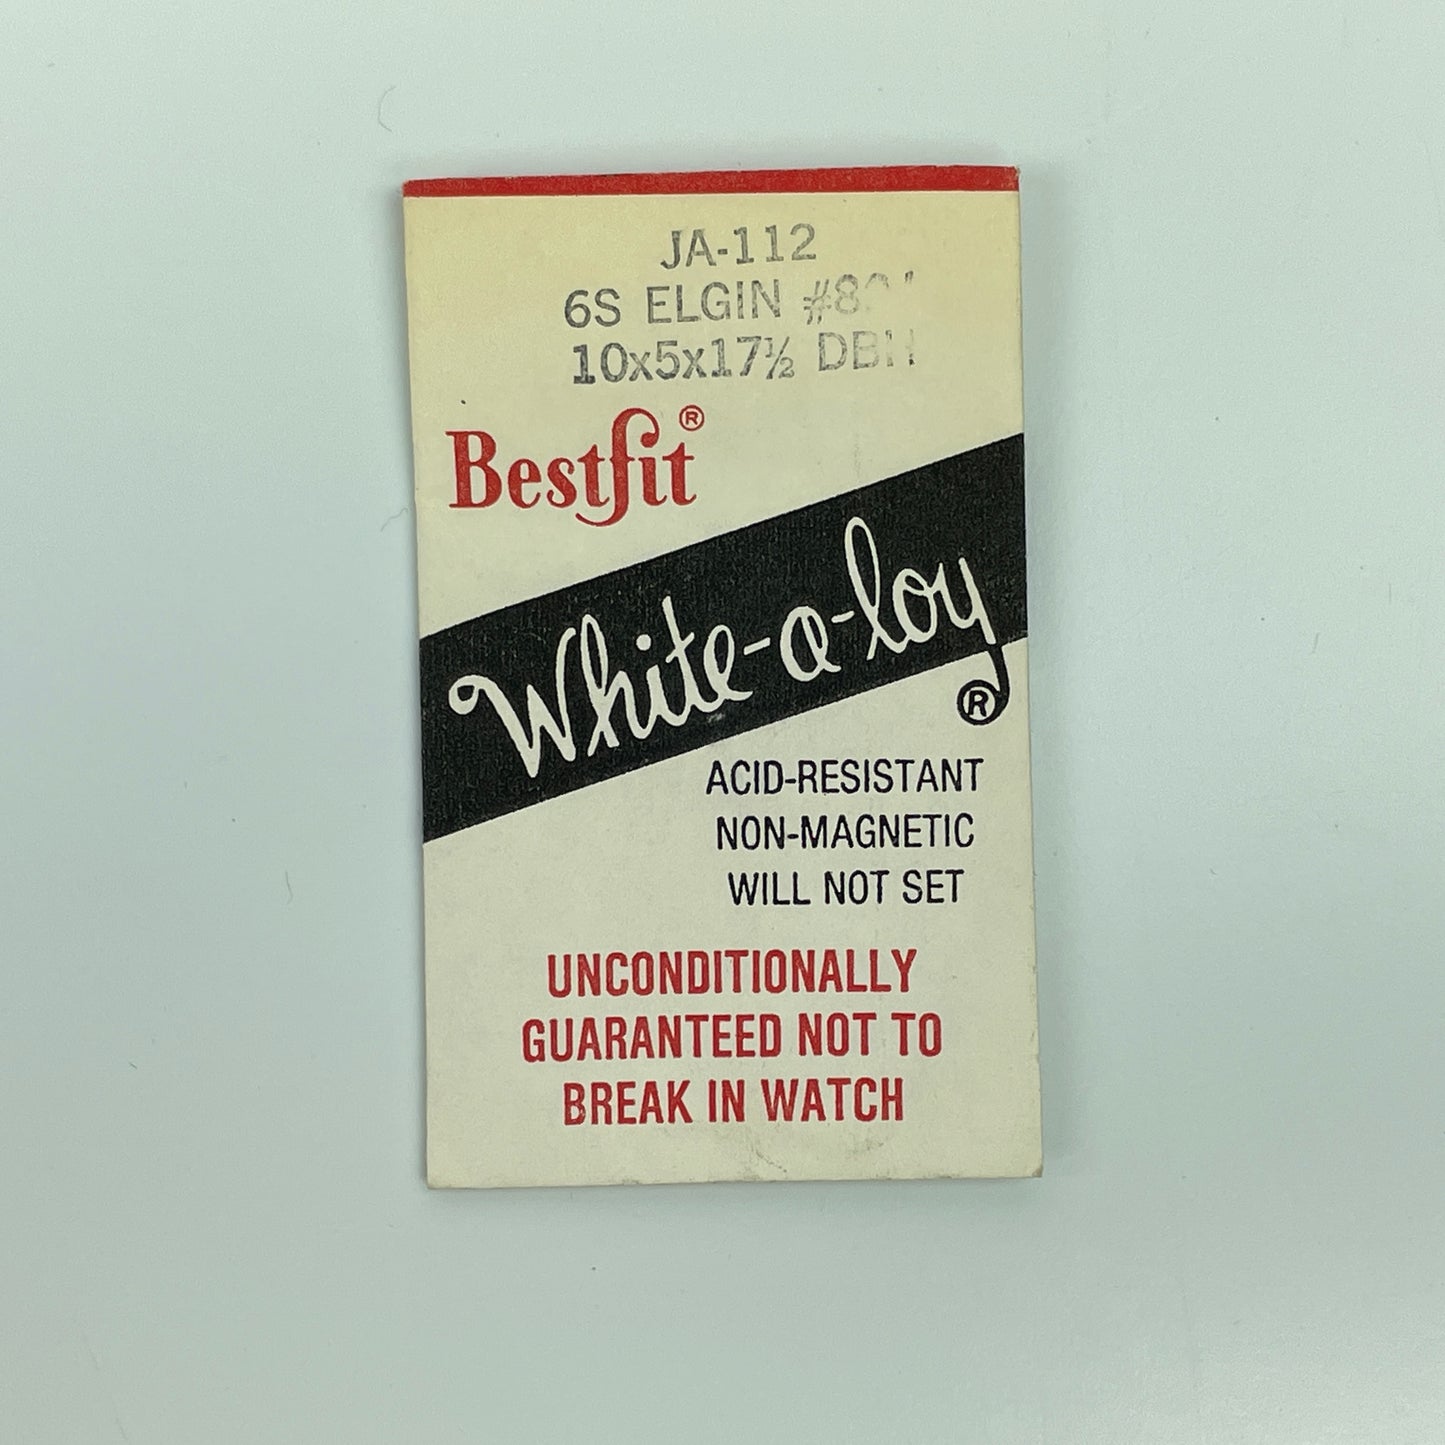 JA-112
6S ELGIN
10x5x17½
Bestfit®
White-a-loy
®
ACID-RESISTANT
NON-MAGNETIC
WILL NOT SET
UNCONDITIONALLY
GUARANTEED NOT TO
BREAK IN WATCH